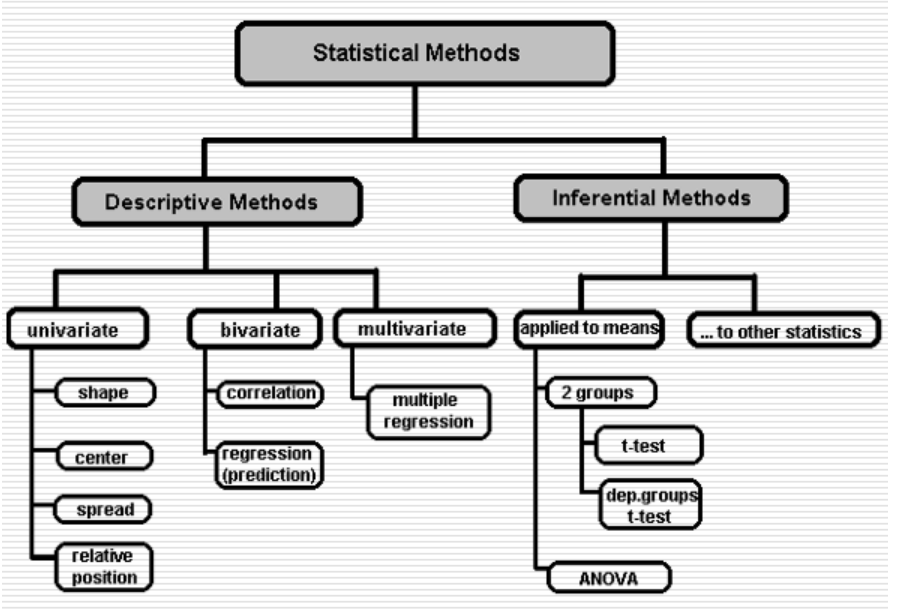 Statistical Methods
Descriptive Methods
Inferential Methods
univariate
bivariate
multivariate
applied to means
... to other statistics
shape
center
spread
relative
position
correlation
regression
(prediction)
multiple
regression
2 groups
t-test
dep.groups
t-test
ANOVA